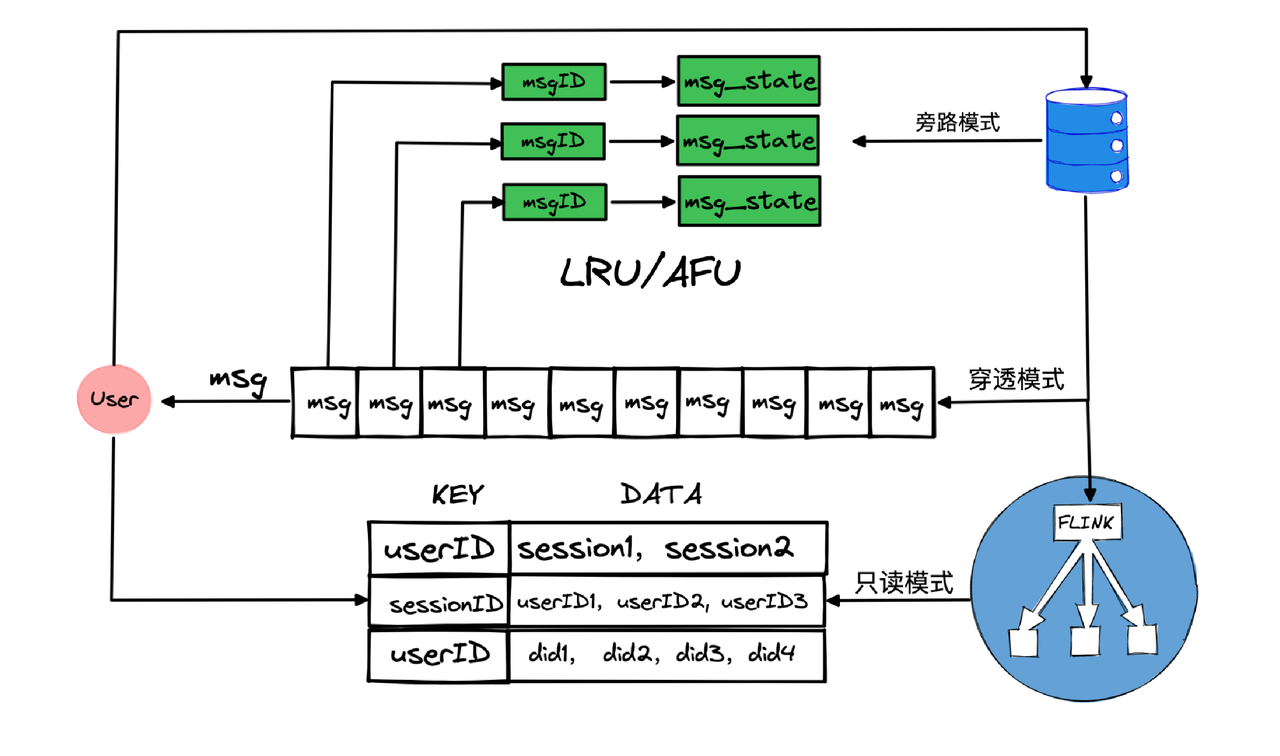 msgID msg_state
msgID msg_state
旁路模式
msgID msg_state
LRU/AFU
msg
穿透模式
User
msg msg msg msg msg msg msg msg msg msg
KEY DATA
FLINK
userID session1, session2
只读模式
sessionID userID1, userID2, userID3
userID did1, did2, did3, did4